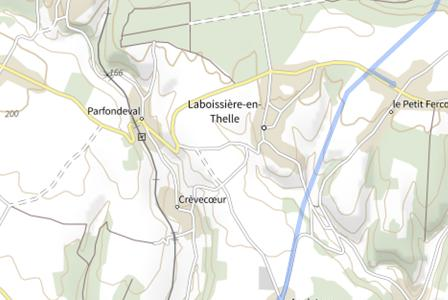 166
Laboissière-en-
Thelle
le Petit Ferco
Parfondeval
200
Crèvecœur